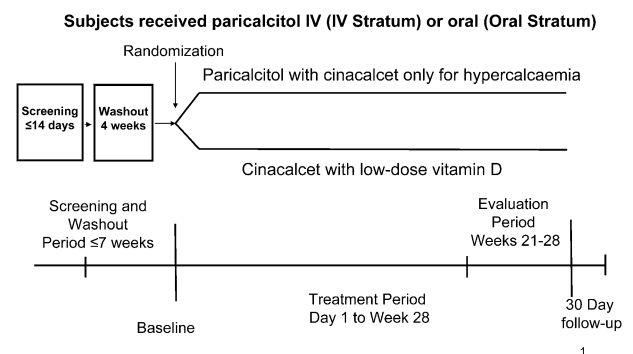 Subjects received paricalcitol IV (IV Stratum) or oral (Oral Stratum)
Randomization
Paricalcitol with cinacalcet only for hypercalcaemia
Screening
≤14 days
Washout
4 weeks
Cinacalcet with low-dose vitamin D
Screening and
Washout
Period ≤7 weeks
Evaluation
Period
Weeks 21-28
Treatment Period
Day 1 to Week 28
Baseline
30 Day
follow-up
1